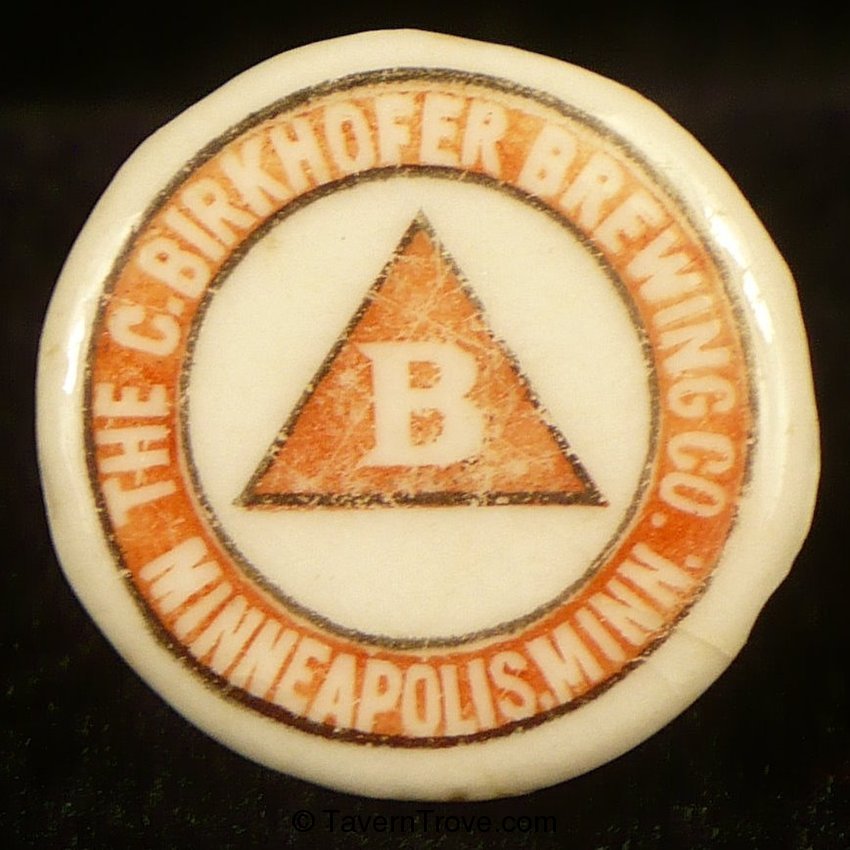 THE C. BIRKHOFER BREWING CO.
B
MINNEAPOLIS, MINN.
© TavernTrove.com